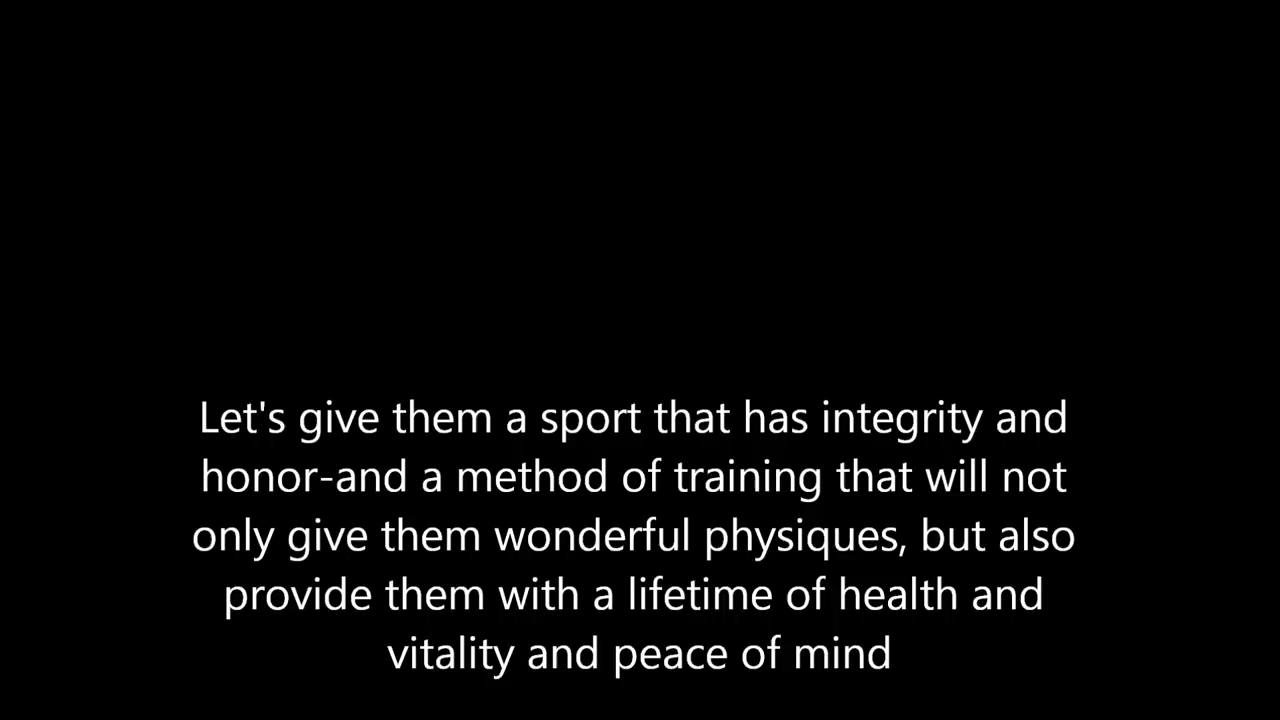 Let's give them a sport that has integrity and
honor-and a method of training that will not
only give them wonderful physiques, but also
provide them with a lifetime of health and
vitality and peace of mind